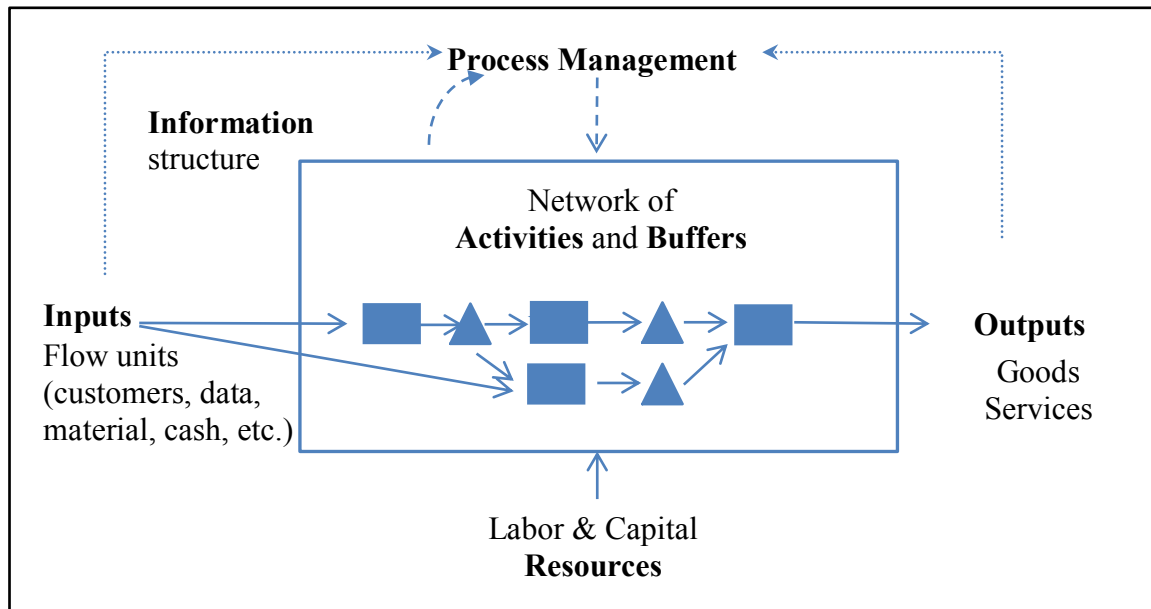 Process Management
Information
structure
Network of
Activities and Buffers
Inputs
Flow units
(customers, data,
material, cash, etc.)
Outputs
Goods
Services
Labor & Capital
Resources